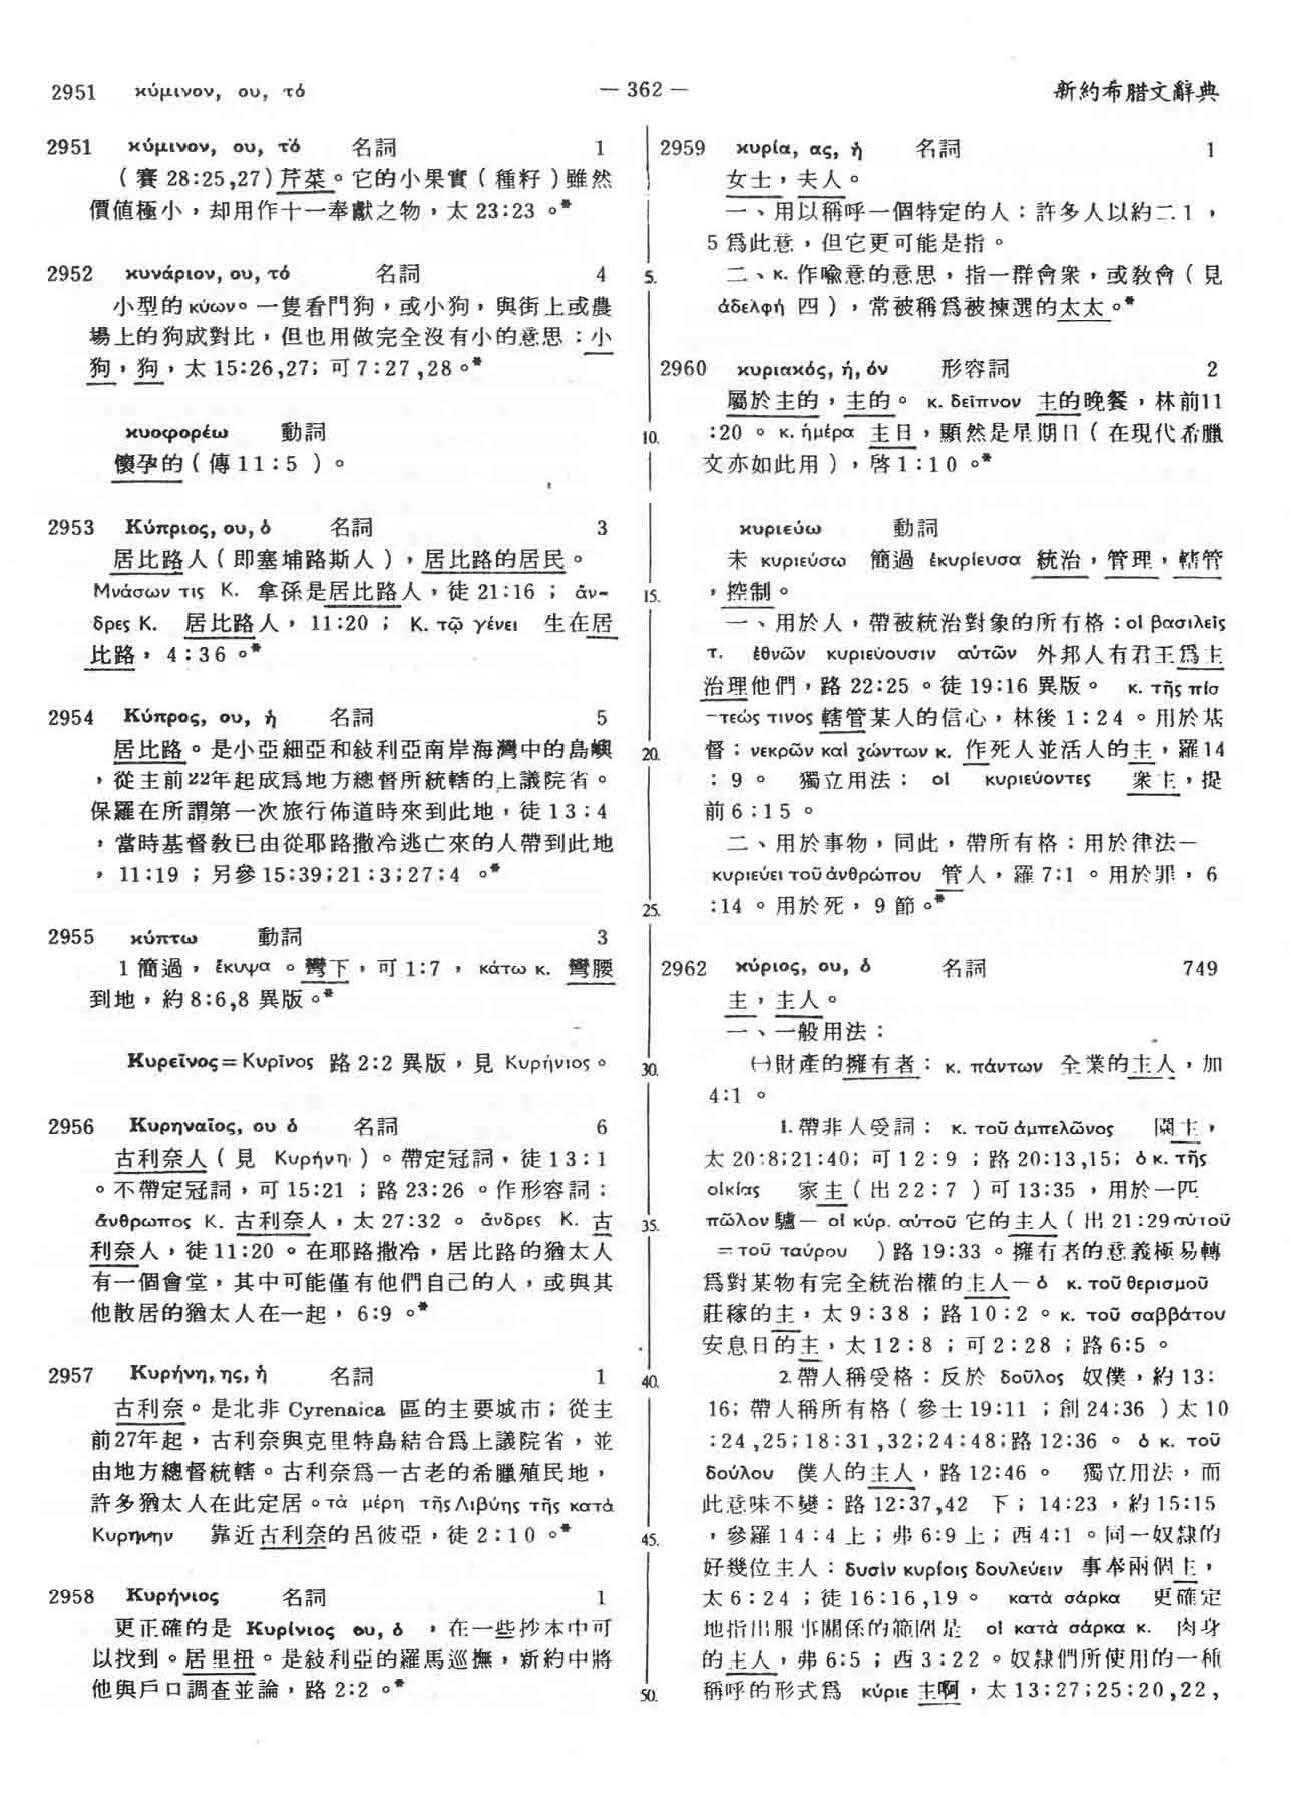 2951 κύμινον, ου, τό
— 362 —
新約希腊文辭典
2951 κύμινον, ου, τό 名詞 1
（賽 28:25,27）芹菜。它的小果實（種籽）雖然
價值極小，却用作十一奉獻之物，太 23:23 。*
2952 κυνάριον, ου, τό 名詞 4
小型的 κύων。一隻看門狗，或小狗，與街上或農
場上的狗成對比，但也用做完全沒有小的意思：小
狗，狗，太 15:26,27; 可 7:27,28。*
κυοφορέω 動詞
懷孕的（傳 11:5 ）。
2953 Κύπριος, ου, ὁ 名詞 3
居比路人（即塞埔路斯人），居比路的居民。
Μνάσων τις Κ. 拿孫是居比路人，徒 21:16 ； ἄν-
δρες Κ. 居比路人， 11:20 ； Κ. τῷ γένει 生在居
比路， 4:36 。*
2954 Κύπρος, ου, ἡ 名詞 5
居比路。是小亞細亞和敍利亞南岸海灣中的島嶼
，從主前22年起成爲地方總督所統轄的上議院省。
保羅在所謂第一次旅行佈道時來到此地，徒 13:4
，當時基督教已由從耶路撒冷逃亡來的人帶到此地
， 11:19 ；另參 15:39;21:3;27:4 。*
2955 κύπτω 動詞 3
1 簡過， ἔκυψα 。彎下，可 1:7 ， κάτω κ. 彎腰
到地，約 8:6,8 異版。*
Κυρεῖνος = Κυρῖνος 路 2:2 異版，見 Κυρήνιος 。
2956 Κυρηναῖος, ου ὁ 名詞 6
古利奈人（見 Κυρήνη ）。帶定冠詞，徒 13:1
。不帶定冠詞，可 15:21 ；路 23:26 。作形容詞：
ἄνθρωπος Κ. 古利奈人，太 27:32 。 ἄνδρες Κ. 古
利奈人，徒 11:20 。在耶路撒冷，居比路的猶太人
有一個會堂，其中可能僅有他們自己的人，或與其
他散居的猶太人在一起， 6:9 。*
2957 Κυρήνη, ης, ἡ 名詞 1
古利奈。是北非 Cyrenaica 區的主要城市；從主
前27年起，古利奈與克里特島結合爲上議院省，並
由地方總督統轄。古利奈爲一古老的希臘殖民地，
許多猶太人在此定居。τὰ μέρη τῆς Λιβύης τῆς κατὰ
Κυρήνην 靠近古利奈的呂彼亞，徒 2:10 。*
2958 Κυρήνιος 名詞 1
更正確的是 Κυρίνιος ου, ὁ ，在一些抄本中可
以找到。居里扭。是敍利亞的羅馬巡撫，新約中將
他與戶口調査並論，路 2:2 。*
5.
10.
15.
20.
25.
30.
35.
40.
45.
50.
2959 κυρία, ας, ἡ 名詞 1
女士，夫人。
一、用以稱呼一個特定的人：許多人以約二 1 ，
5 爲此意，但它更可能是指。
二、κ. 作喩意的意思，指一群會衆，或敎會（見
ἀδελφή 四），常被稱爲被揀選的太太。*
2960 κυριακός, ή, όν 形容詞 2
屬於主的，主的。 κ. δεῖπνον 主的晚餐，林前11
:20 。 κ. ἡμέρα 主日，顯然是星期日（在現代希臘
文亦如此用），啓 1:10 。*
κυριεύω 動詞
未 κυριεύσω 簡過 ἐκυρίευσα 統治，管理，轄管
，控制。
一、用於人，帶被統治對象的所有格：οἱ βασιλεῖς
τ. ἐθνῶν κυριεύουσιν αὐτῶν 外邦人有君王爲主
治理他們，路 22:25 。徒 19:16 異版。 κ. τῆς πίσ
-τεώς τινος 轄管某人的信心，林後 1:24 。用於基
督：νεκρῶν καὶ ζώντων κ. 作死人並活人的主，羅 14
:9 。 獨立用法： οἱ κυριεύοντες 衆主，提
前 6:15 。
二、用於事物，同此，帶所有格：用於律法—
κυριεύει τοῦ ἀνθρώπου 管人，羅 7:1 。用於罪， 6
:14 。用於死， 9 節。*
2962 κύριος, ου, ὁ 名詞 749
主，主人。
一、一般用法：
㈠財產的擁有者： κ. πάντων 全業的主人，加
4:1 。
1.帶非人受詞： κ. τοῦ ἀμπελῶνος 園主，
太 20:8;21:40; 可 12:9 ；路 20:13,15; ὁ κ. τῆς
οἰκίας 家主（出 22:7 ）可 13:35 ，用於一匹
πῶλον 驢— οἱ κύρ. αὐτοῦ 它的主人（出 21:29 αὐτοῦ
=τοῦ ταύρου ）路 19:33 。擁有者的意義極易轉
爲對某物有完全統治權的主人— ὁ κ. τοῦ θερισμοῦ
莊稼的主，太 9:38 ；路 10:2 。 κ. τοῦ σαββάτου
安息日的主，太 12:8 ；可 2:28 ；路 6:5 。
2.帶人稱受格：反於 δοῦλος 奴僕，約 13:
16; 帶人稱所有格（參士 19:11 ；創 24:36 ）太 10
:24,25;18:31,32;24:48;路 12:36 。 ὁ κ. τοῦ
δούλου 僕人的主人，路 12:46 。 獨立用法，而
此意味不變：路 12:37,42 下； 14:23 ，約 15:15
，參羅 14:4 上；弗 6:9 上；西 4:1 。同一奴隸的
好幾位主人：δυσὶν κυρίοις δουλεύειν 事奉兩個主，
太 6:24 ；徒 16:16,19 。 κατὰ σάρκα 更確定
地指出服事關係的範圍是 οἱ κατὰ σάρκα κ. 肉身
的主人，弗 6:5 ；西 3:22 。奴隸們所使用的一種
稱呼的形式爲 κύριε 主啊，太 13:27;25:20,22,